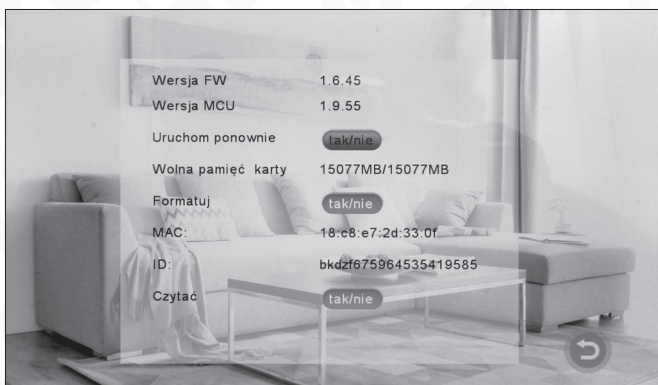 Wersja FW 1.6.45
Wersja MCU 1.9.55
Uruchom ponownie tak/nie
Wolna pamięć karty 15077MB/15077MB
Formatuj tak/nie
MAC: 18:c8:e7:2d:33:0f
ID: bkdzf675964535419585
Czytać tak/nie